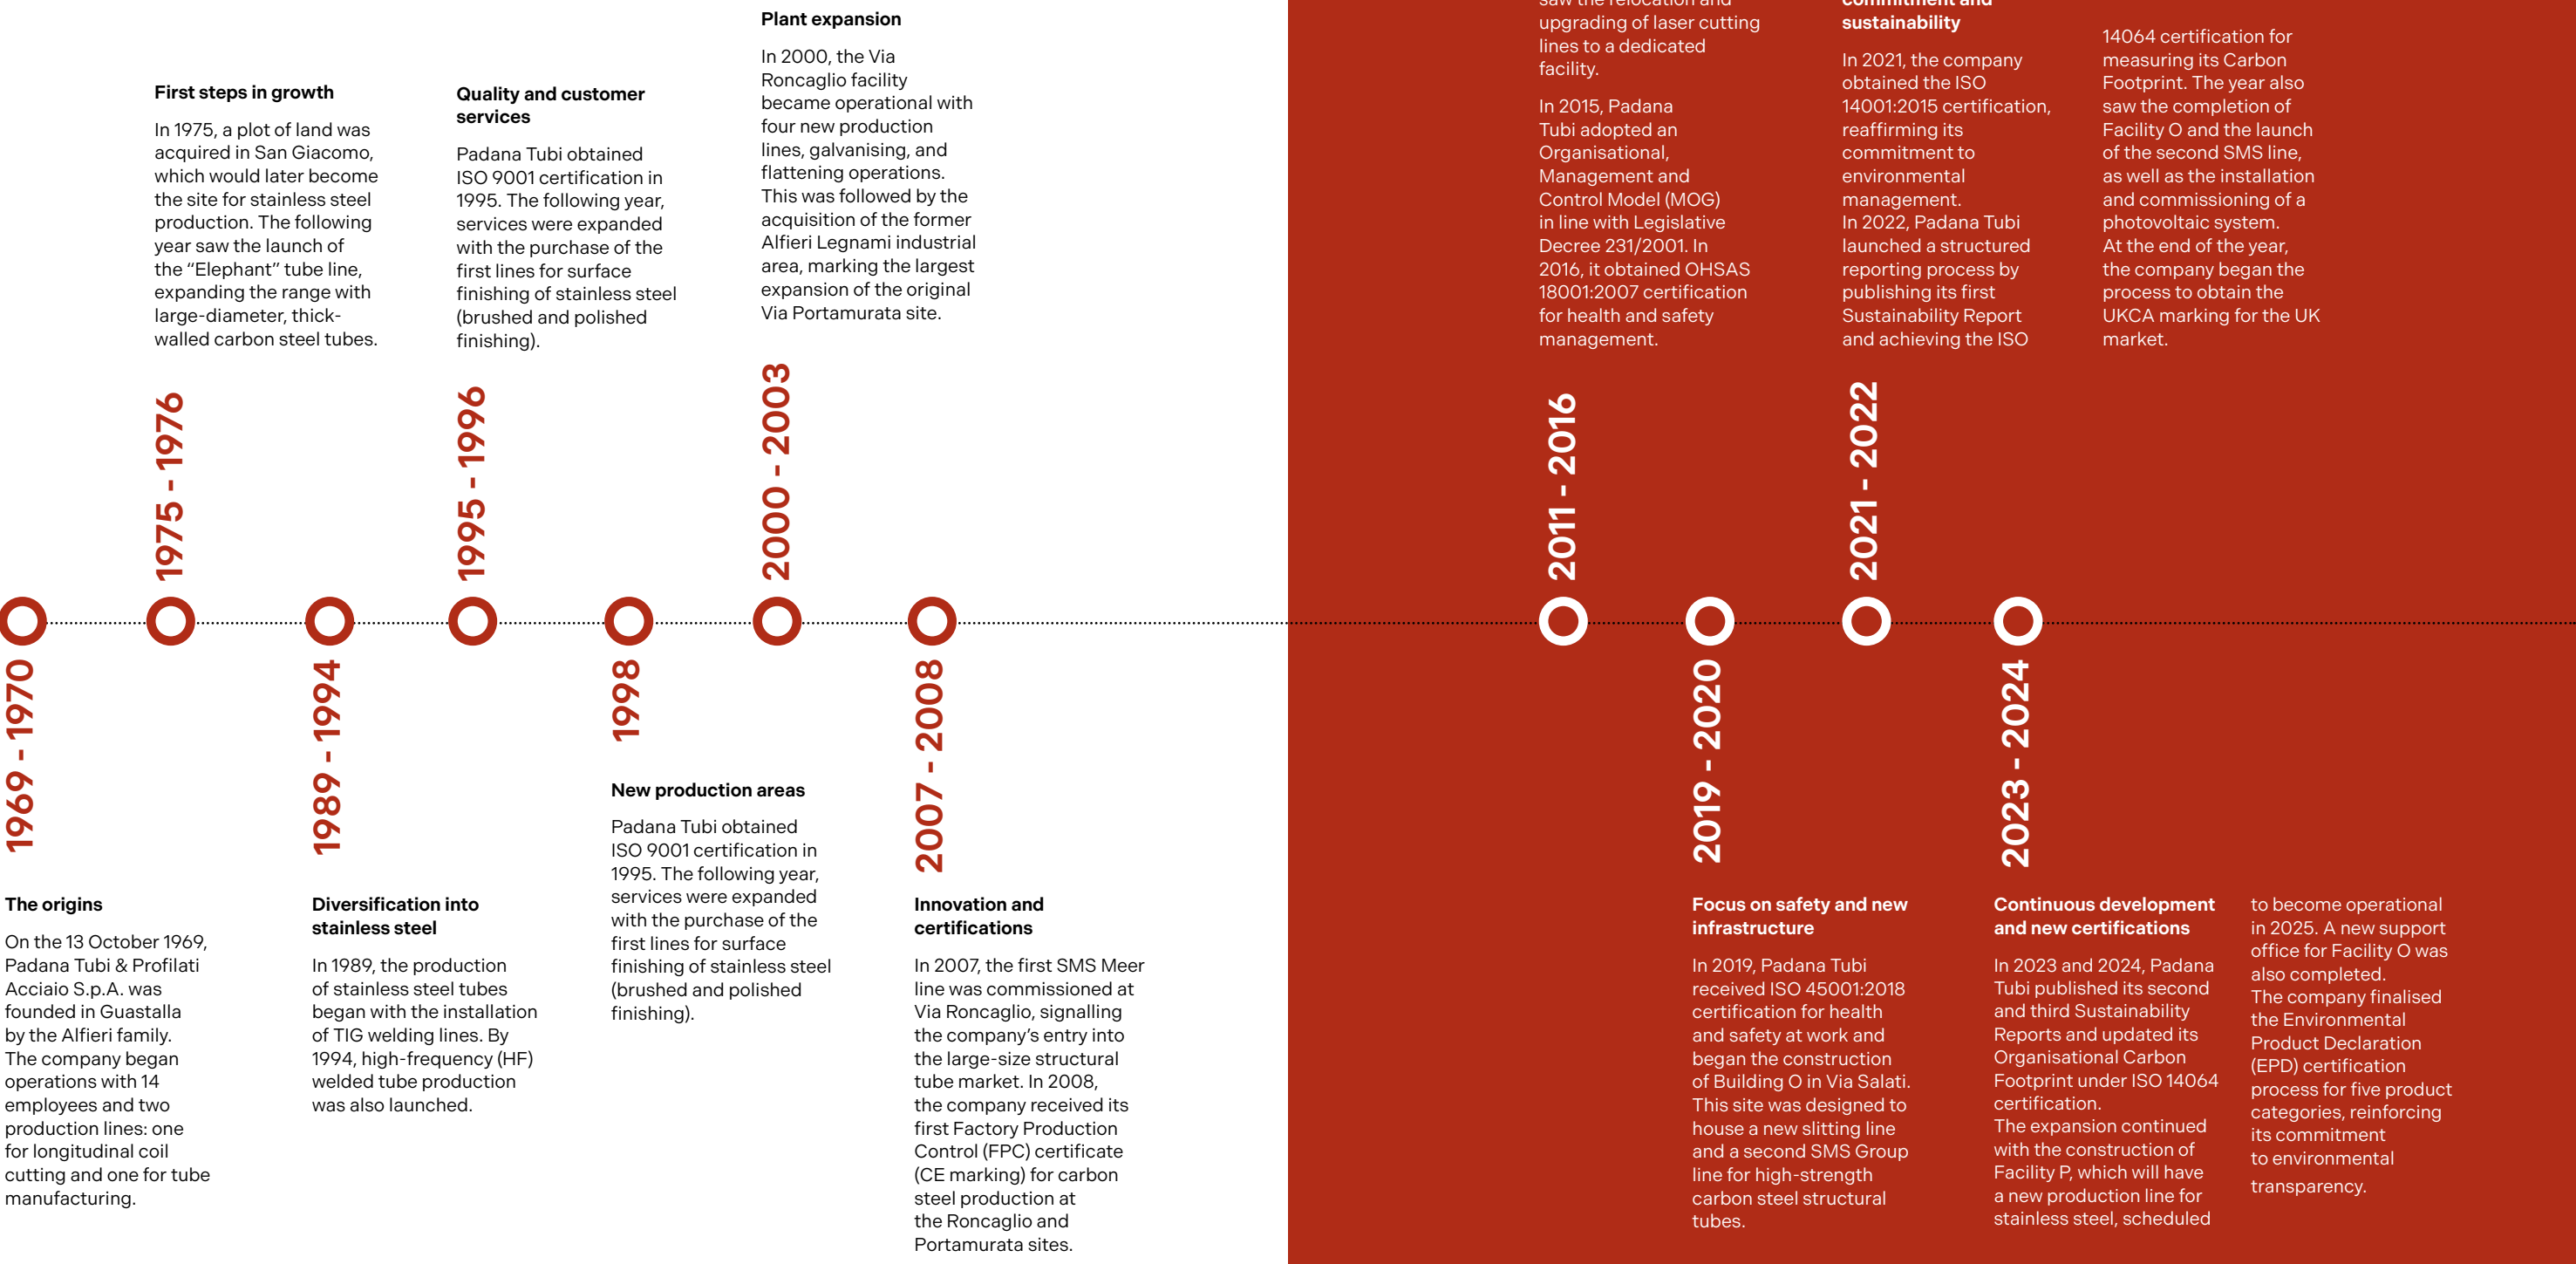 Plant expansion
In 2000, the Via
Roncaglio facility
became operational with
four new production
lines, galvanising, and
flattening operations.
This was followed by the
acquisition of the former
Alfieri Legnami industrial
area, marking the largest
expansion of the original
Via Portamurata site.
First steps in growth
In 1975, a plot of land was
acquired in San Giacomo,
which would later become
the site for stainless steel
production. The following
year saw the launch of
the “Elephant” tube line,
expanding the range with
large-diameter, thick-
walled carbon steel tubes.
Quality and customer
services
Padana Tubi obtained
ISO 9001 certification in
1995. The following year,
services were expanded
with the purchase of the
first lines for surface
finishing of stainless steel
(brushed and polished
finishing).
saw the relocation and
upgrading of laser cutting
lines to a dedicated
facility.
In 2015, Padana
Tubi adopted an
Organisational,
Management and
Control Model (MOG)
in line with Legislative
Decree 231/2001. In
2016, it obtained OHSAS
18001:2007 certification
for health and safety
management.
commitment and
sustainability
In 2021, the company
obtained the ISO
14001:2015 certification,
reaffirming its
commitment to
environmental
management.
In 2022, Padana Tubi
launched a structured
reporting process by
publishing its first
Sustainability Report
and achieving the ISO
14064 certification for
measuring its Carbon
Footprint. The year also
saw the completion of
Facility O and the launch
of the second SMS line,
as well as the installation
and commissioning of a
photovoltaic system.
At the end of the year,
the company began the
process to obtain the
UKCA marking for the UK
market.
1975 - 1976
1995 - 1996
2000 - 2003
2011 - 2016
2021 - 2022
1969 - 1970
1989 - 1994
1998
2007 - 2008
2019 - 2020
2023 - 2024
The origins
On the 13 October 1969,
Padana Tubi & Profilati
Acciaio S.p.A. was
founded in Guastalla
by the Alfieri family.
The company began
operations with 14
employees and two
production lines: one
for longitudinal coil
cutting and one for tube
manufacturing.
Diversification into
stainless steel
In 1989, the production
of stainless steel tubes
began with the installation
of TIG welding lines. By
1994, high-frequency (HF)
welded tube production
was also launched.
New production areas
Padana Tubi obtained
ISO 9001 certification in
1995. The following year,
services were expanded
with the purchase of the
first lines for surface
finishing of stainless steel
(brushed and polished
finishing).
Innovation and
certifications
In 2007, the first SMS Meer
line was commissioned at
Via Roncaglio, signalling
the company’s entry into
the large-size structural
tube market. In 2008,
the company received its
first Factory Production
Control (FPC) certificate
(CE marking) for carbon
steel production at
the Roncaglio and
Portamurata sites.
Focus on safety and new
infrastructure
In 2019, Padana Tubi
received ISO 45001:2018
certification for health
and safety at work and
began the construction
of Building O in Via Salati.
This site was designed to
house a new slitting line
and a second SMS Group
line for high-strength
carbon steel structural
tubes.
Continuous development
and new certifications
In 2023 and 2024, Padana
Tubi published its second
and third Sustainability
Reports and updated its
Organisational Carbon
Footprint under ISO 14064
certification.
The expansion continued
with the construction of
Facility P, which will have
a new production line for
stainless steel, scheduled
to become operational
in 2025. A new support
office for Facility O was
also completed.
The company finalised
the Environmental
Product Declaration
(EPD) certification
process for five product
categories, reinforcing
its commitment
to environmental
transparency.